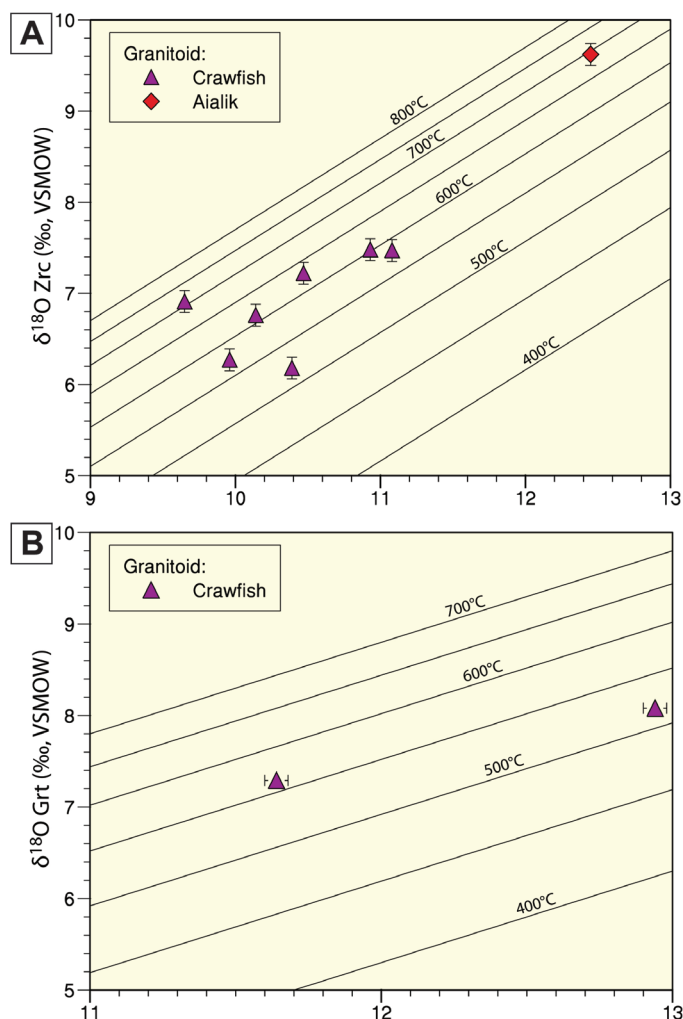 A
Granitoid:
Crawfish
Aialik
800°C
700°C
600°C
500°C
400°C
δ18O Zrc (‰, VSMOW)
10
9
8
7
6
5
9 10 11 12 13
B
Granitoid:
Crawfish
700°C
600°C
500°C
400°C
δ18O Grt (‰, VSMOW)
10
9
8
7
6
5
11 12 13